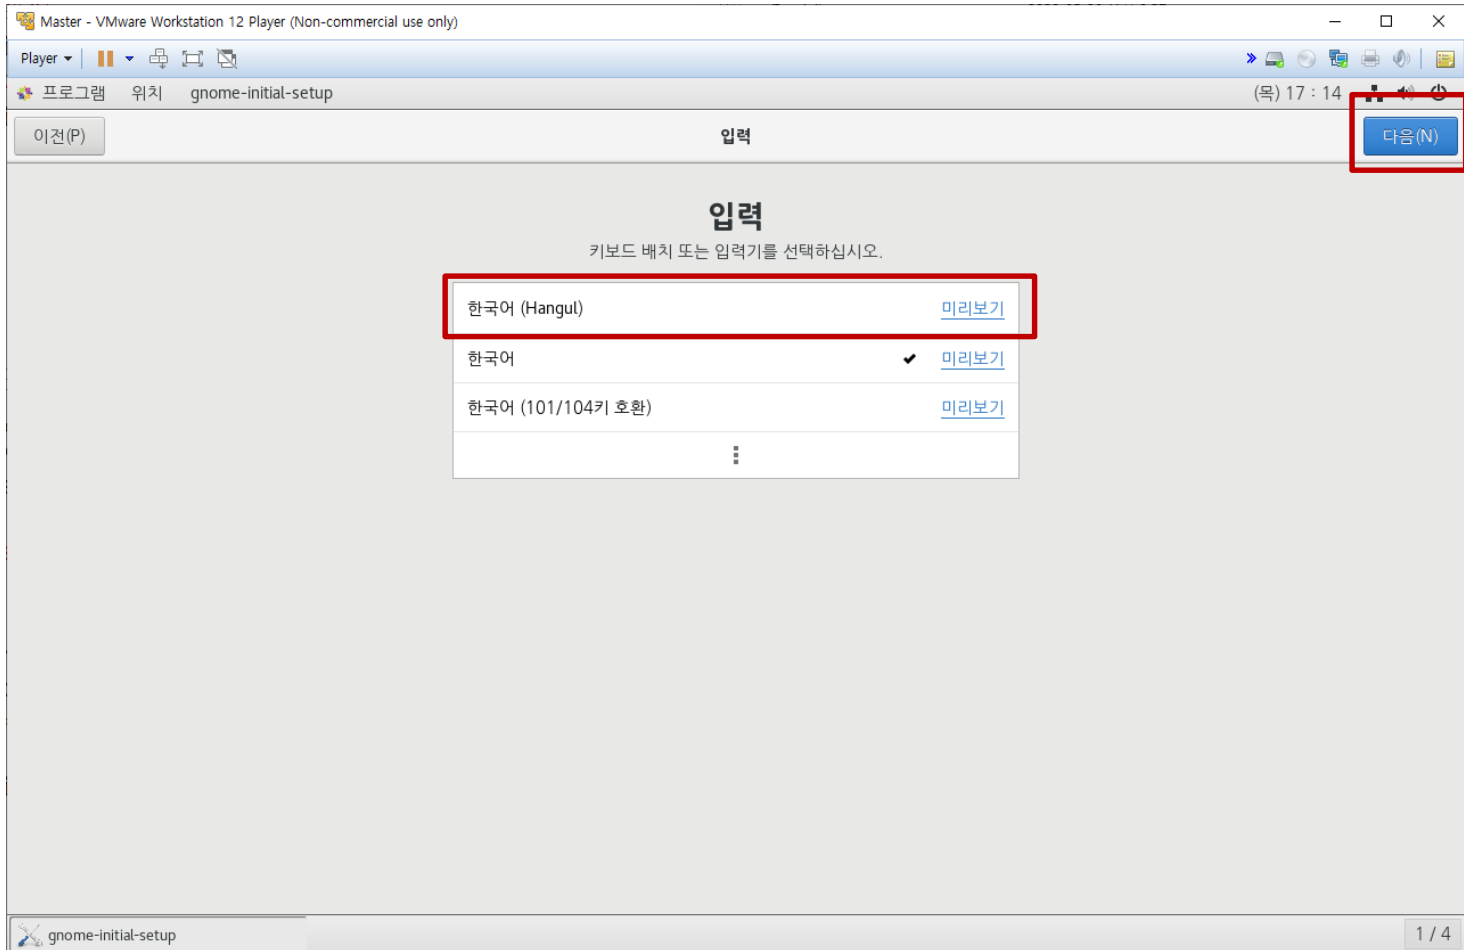 Master - VMware Workstation 12 Player (Non-commercial use only)
Player
프로그램 위치 gnome-initial-setup (목) 17 : 14
이전(P) 입력 다음(N)
입력
키보드 배치 또는 입력기를 선택하십시오.
한국어 (Hangul) 미리보기
한국어 미리보기
한국어 (101/104키 호환) 미리보기
gnome-initial-setup 1 / 4